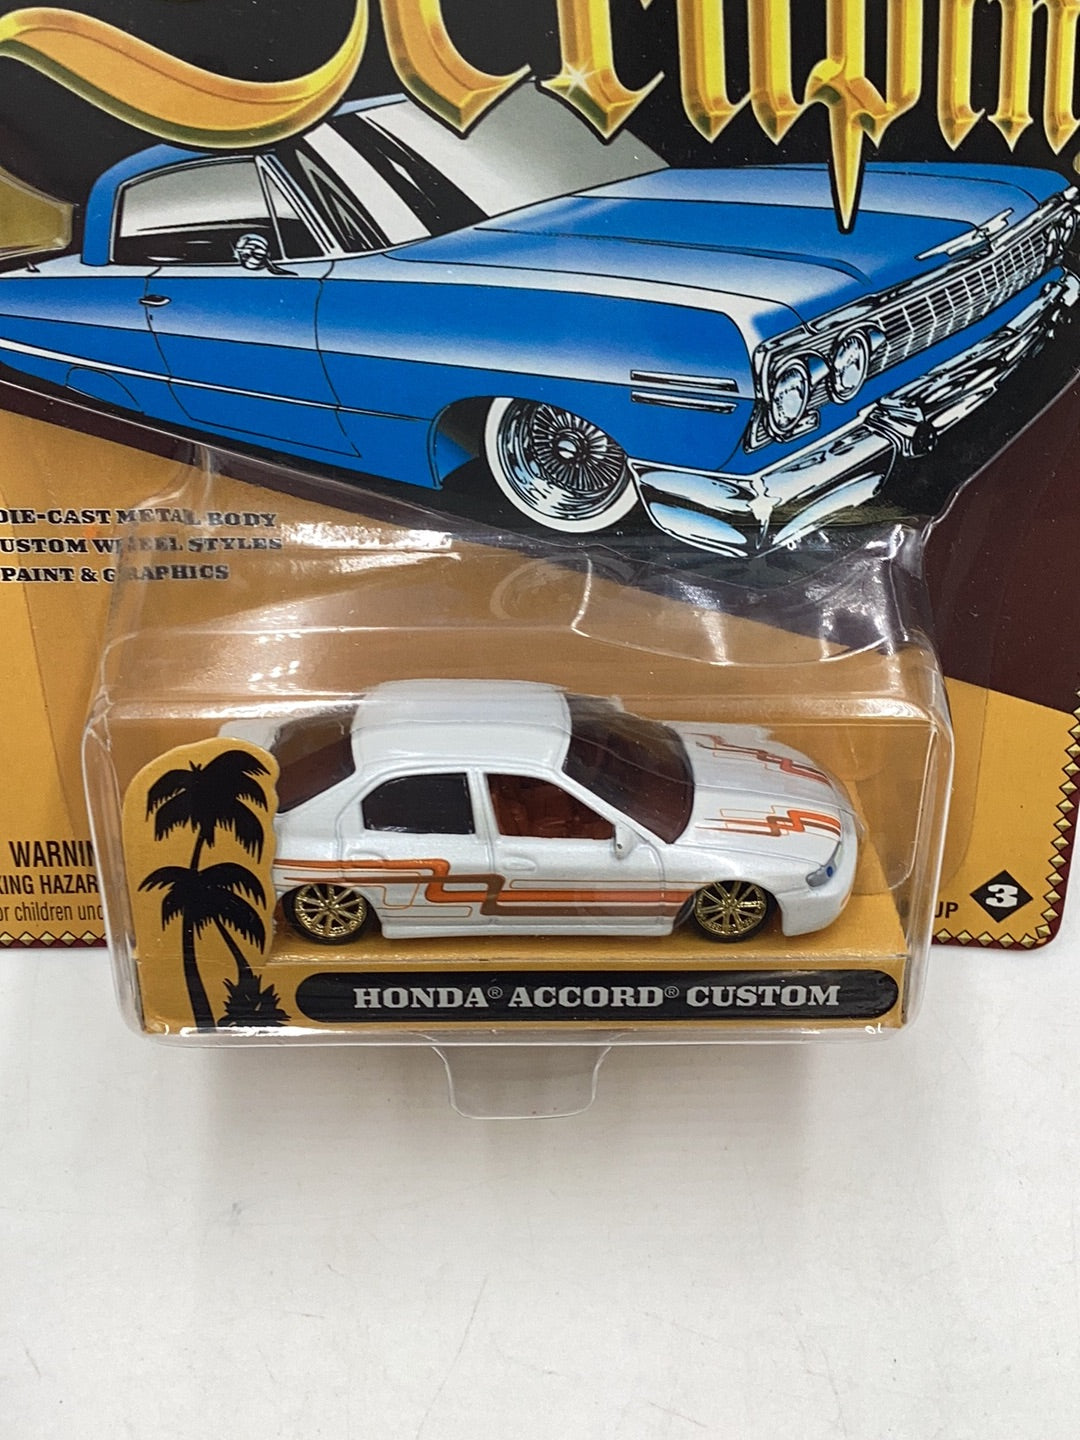 DIE-CAST METAL BODY
USTOM WHEEL STYLES
PAINT & GRAPHICS
WARNIN
KING HAZAR
or children und
UP 3
HONDA® ACCORD® CUSTOM